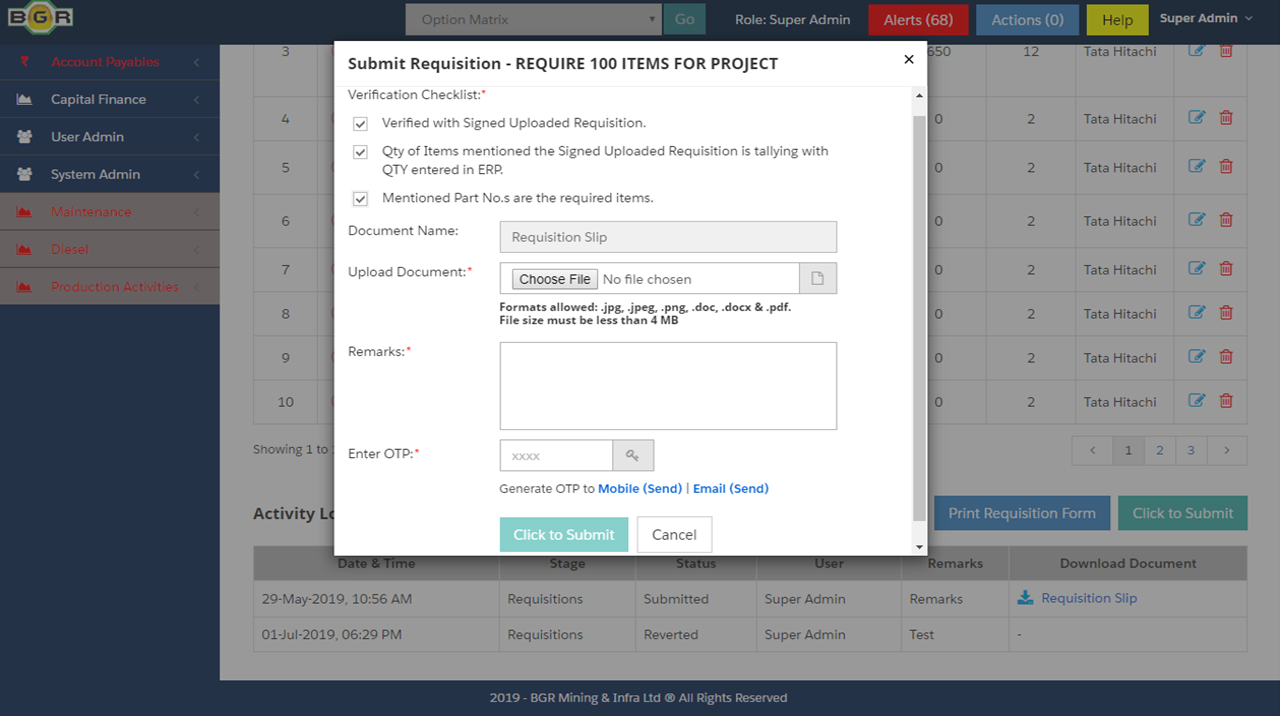 BGR
Option Matrix
Go
Role: Super Admin
Alerts (68)
Actions (0)
Help
Super Admin
Account Payables
Capital Finance
User Admin
System Admin
Maintenance
Diesel
Production Activities
Submit Requisition - REQUIRE 100 ITEMS FOR PROJECT
×
Verification Checklist:*
Verified with Signed Uploaded Requisition.
Qty of Items mentioned the Signed Uploaded Requisition is tallying with
QTY entered in ERP.
Mentioned Part No.s are the required items.
Document Name:
Requisition Slip
Upload Document:*
Choose File No file chosen
Formats allowed: .jpg, .jpeg, .png, .doc, .docx & .pdf.
File size must be less than 4 MB
Remarks:*
Enter OTP:*
xxxx
Generate OTP to Mobile (Send) | Email (Send)
Click to Submit
Cancel
3 650 12 Tata Hitachi
4 0 2 Tata Hitachi
5 0 2 Tata Hitachi
6 0 2 Tata Hitachi
7 0 2 Tata Hitachi
8 0 2 Tata Hitachi
9 0 2 Tata Hitachi
10 0 2 Tata Hitachi
Showing 1 to
< 1 2 3 >
Activity Lo
Print Requisition Form
Click to Submit
Date & Time Stage Status User Remarks Download Document
29-May-2019, 10:56 AM Requisitions Submitted Super Admin Remarks Requisition Slip
01-Jul-2019, 06:29 PM Requisitions Reverted Super Admin Test -
2019 - BGR Mining & Infra Ltd ® All Rights Reserved